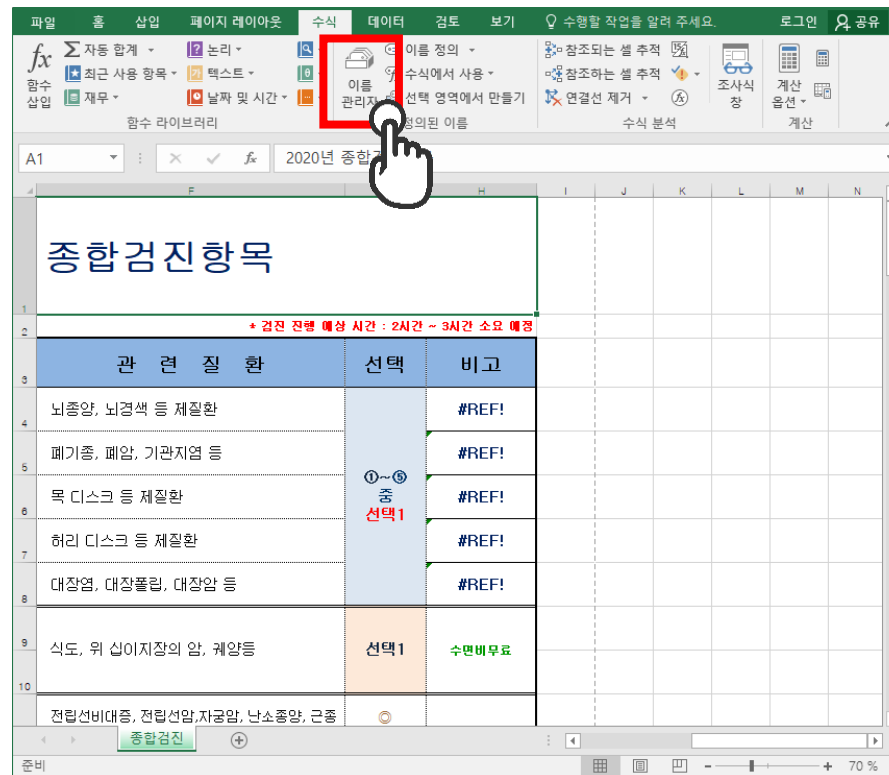 파일 홈 삽입 페이지 레이아웃 수식 데이터 검토 보기 수행할 작업을 알려 주세요. 로그인 공유
fx Σ 자동 합계 논리 이름 정의 참조되는 셀 추적
최근 사용 항목 텍스트 수식에서 사용 참조하는 셀 추적
함수 삽입 재무 날짜 및 시간 이름 관리자 선택 영역에서 만들기 연결선 제거 조사식 창 계산 옵션
함수 라이브러리 정의된 이름 수식 분석 계산
A1 fx 2020년 종합
F H I J K L M N
1 종합검진항목
2 * 검진 진행 예상 시간 : 2시간 ~ 3시간 소요 예정
3 관 련 질 환 선택 비고
4 뇌종양, 뇌경색 등 제질환 #REF!
5 폐기종, 폐암, 기관지염 등 #REF!
①~⑤
6 목 디스크 등 제질환 중 #REF!
선택1
7 허리 디스크 등 제질환 #REF!
8 대장염, 대장폴립, 대장암 등 #REF!
9 식도, 위 십이지장의 암, 궤양등 선택1 수면비무료
10
전립선비대증, 전립선암,자궁암, 난소종양, 근종 ◎
종합검진
준비 70 %